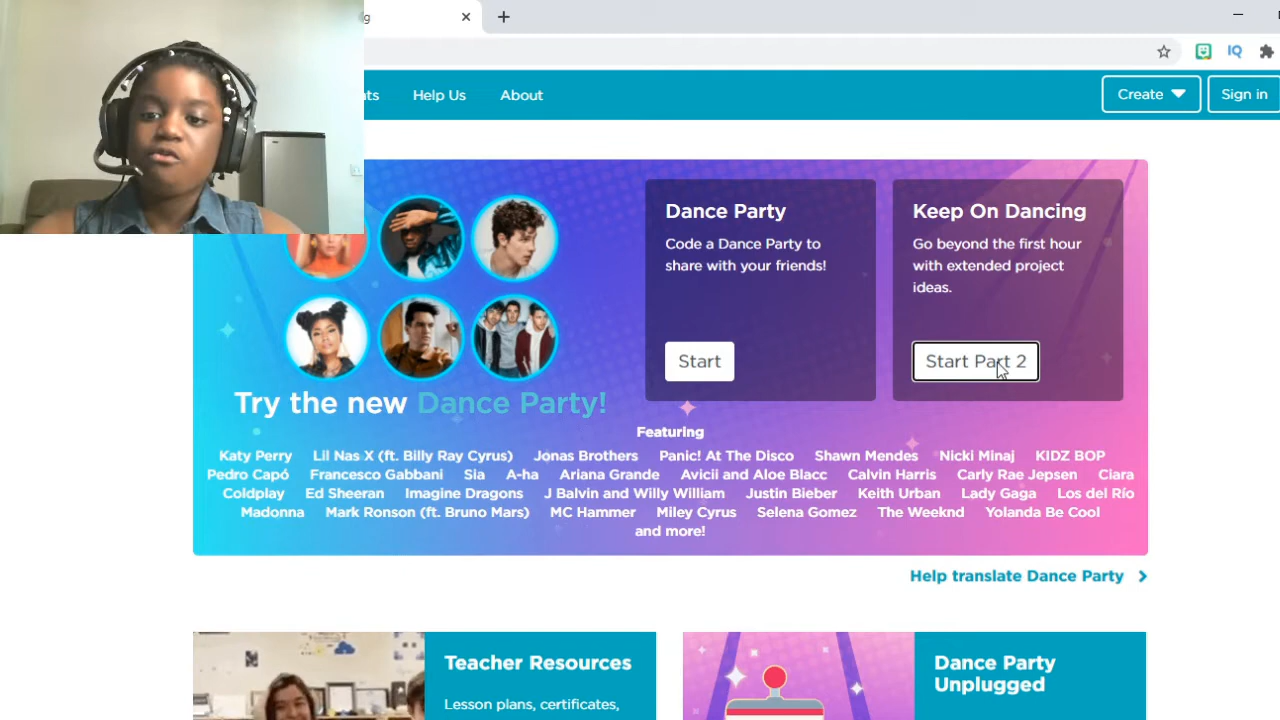 g
IQ
ts Help Us About Create Sign in
Dance Party
Code a Dance Party to
share with your friends!
Start
Keep On Dancing
Go beyond the first hour
with extended project
ideas.
Start Part 2
Try the new Dance Party!
Featuring
Katy Perry Lil Nas X (ft. Billy Ray Cyrus) Jonas Brothers Panic! At The Disco Shawn Mendes Nicki Minaj KIDZ BOP
Pedro Capó Francesco Gabbani Sia A-ha Ariana Grande Avicii and Aloe Blacc Calvin Harris Carly Rae Jepsen Ciara
Coldplay Ed Sheeran Imagine Dragons J Balvin and Willy William Justin Bieber Keith Urban Lady Gaga Los del Río
Madonna Mark Ronson (ft. Bruno Mars) MC Hammer Miley Cyrus Selena Gomez The Weeknd Yolanda Be Cool
and more!
Help translate Dance Party
Teacher Resources
Lesson plans, certificates,
Dance Party
Unplugged